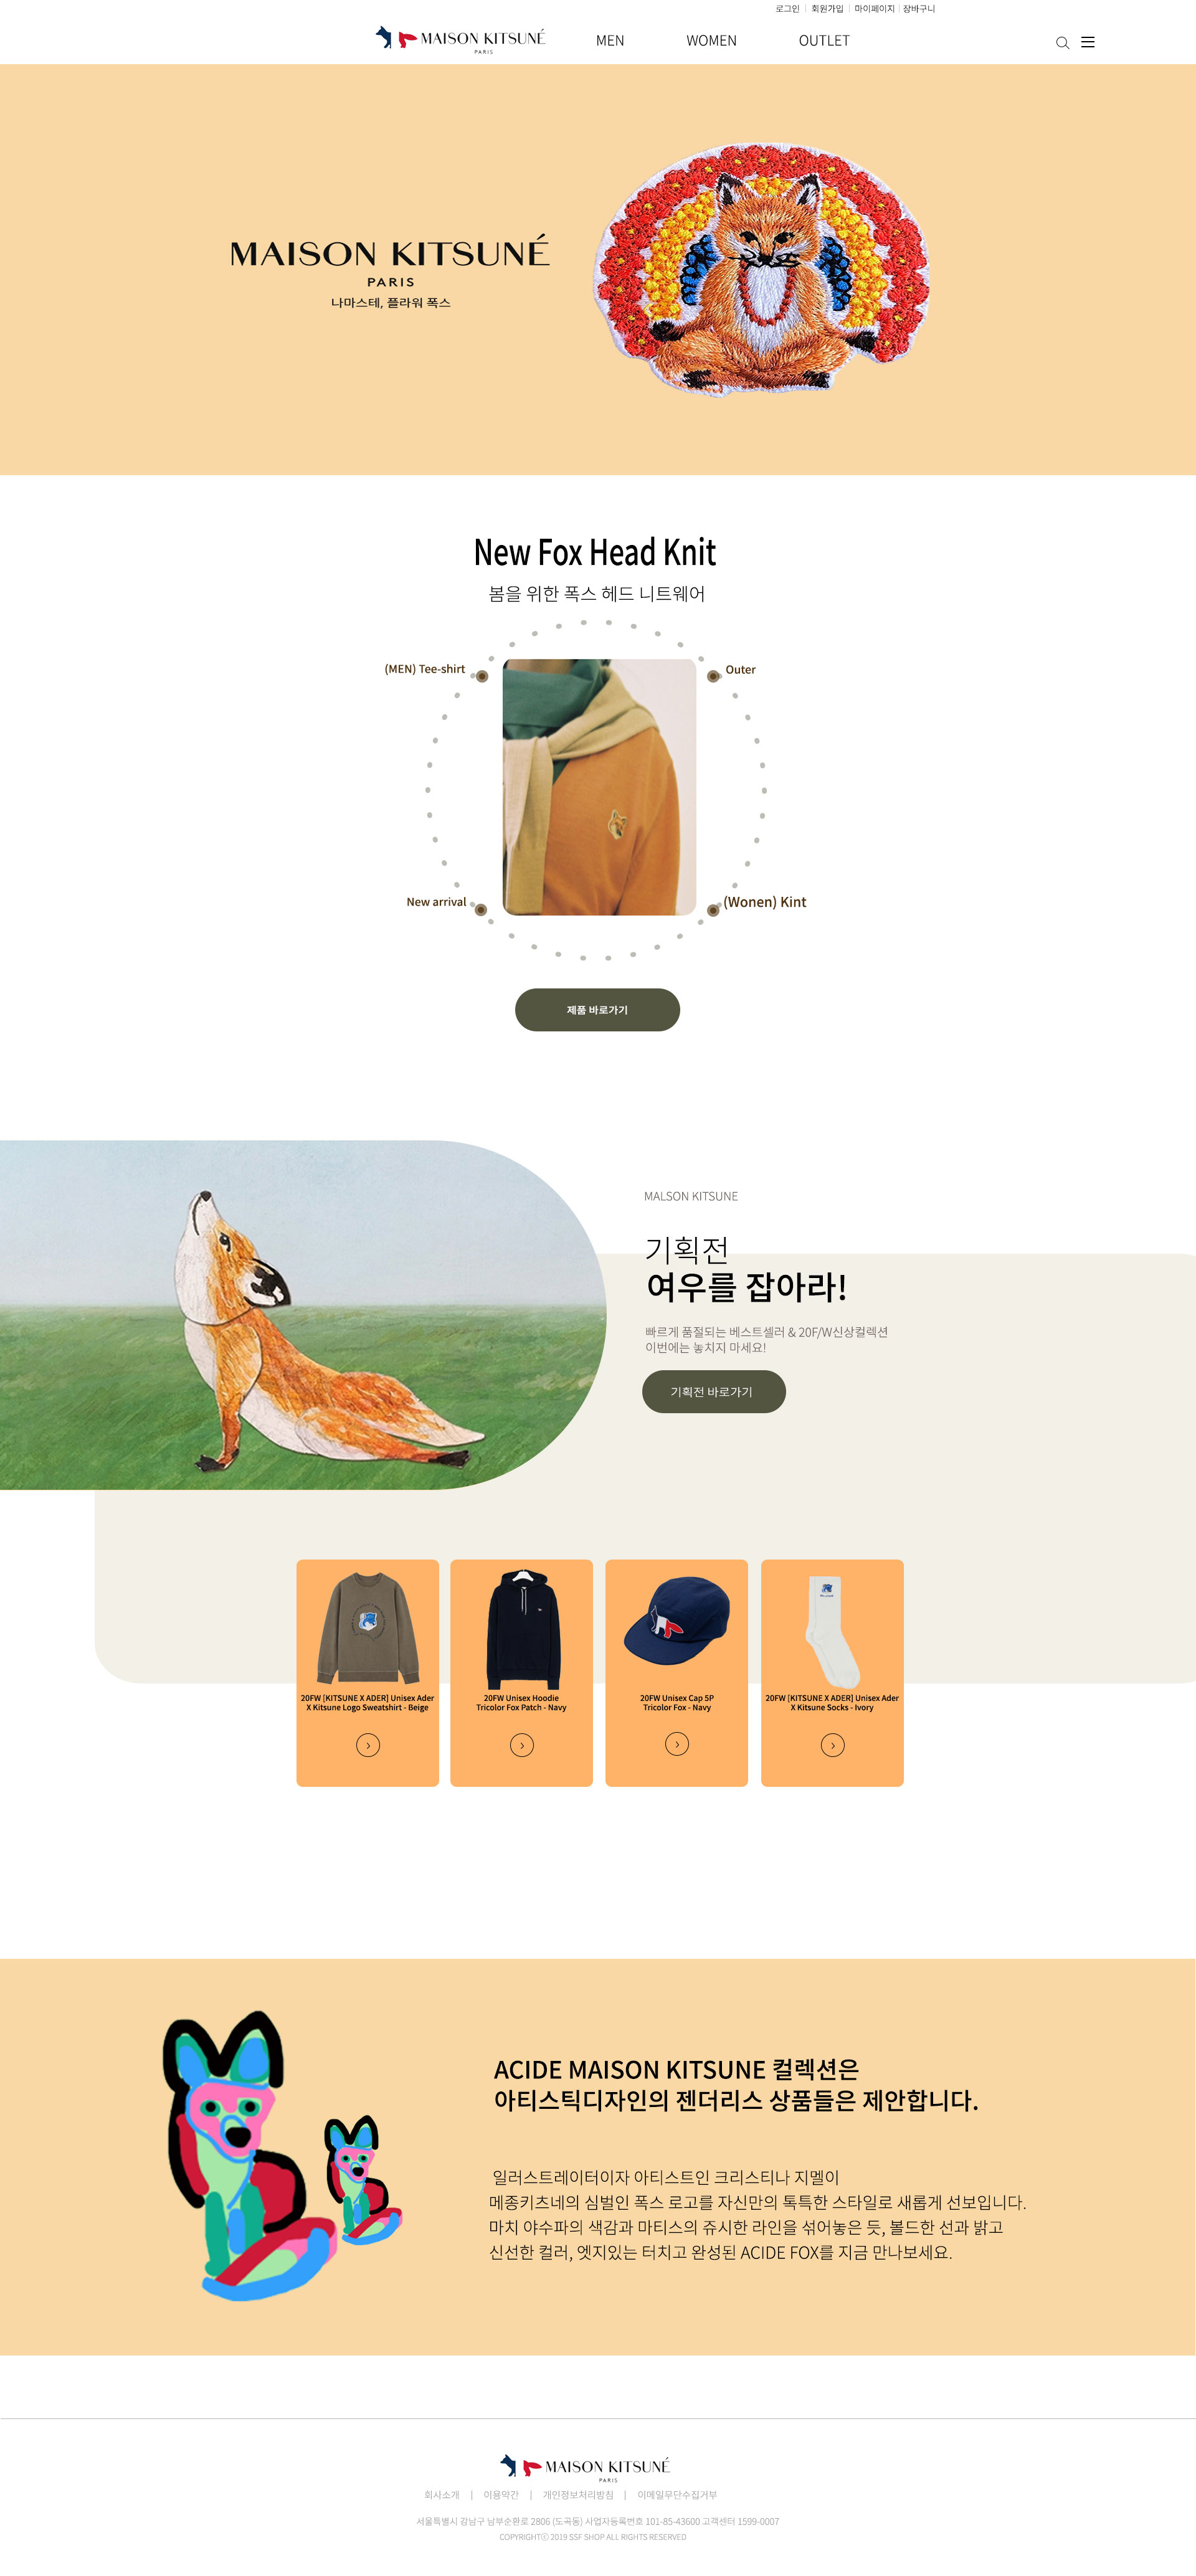 로그인 | 회원가입 | 마이페이지 | 장바구니
MAISON KITSUNÉ
PARIS
MEN
WOMEN
OUTLET
MAISON KITSUNÉ
PARIS
나마스테, 플라워 폭스
New Fox Head Knit
봄을 위한 폭스 헤드 니트웨어
(MEN) Tee-shirt
Outer
New arrival
(Wonen) Kint
제품 바로가기
MALSON KITSUNE
기획전
여우를 잡아라!
빠르게 품절되는 베스트셀러 & 20F/W신상컬렉션
이번에는 놓치지 마세요!
기획전 바로가기
20FW [KITSUNE X ADER] Unisex Ader
X Kitsune Logo Sweatshirt - Beige
20FW Unisex Hoodie
Tricolor Fox Patch - Navy
20FW Unisex Cap 5P
Tricolor Fox - Navy
20FW [KITSUNE X ADER] Unisex Ader
X Kitsune Socks - Ivory
ACIDE MAISON KITSUNE 컬렉션은
아티스틱디자인의 젠더리스 상품들은 제안합니다.
일러스트레이터이자 아티스트인 크리스티나 지멜이
메종키츠네의 심벌인 폭스 로고를 자신만의 톡특한 스타일로 새롭게 선보입니다.
마치 야수파의 색감과 마티스의 쥬시한 라인을 섞어놓은 듯, 볼드한 선과 밝고
신선한 컬러, 엣지있는 터치고 완성된 ACIDE FOX를 지금 만나보세요.
MAISON KITSUNÉ
PARIS
회사소개 | 이용약간 | 개인정보처리방침 | 이메일무단수집거부
서울특별시 강남구 남부순환로 2806 (도곡동) 사업자등록번호 101-85-43600 고객센터 1599-0007
COPYRIGHTⓒ 2019 SSF SHOP ALL RIGHTS RESERVED